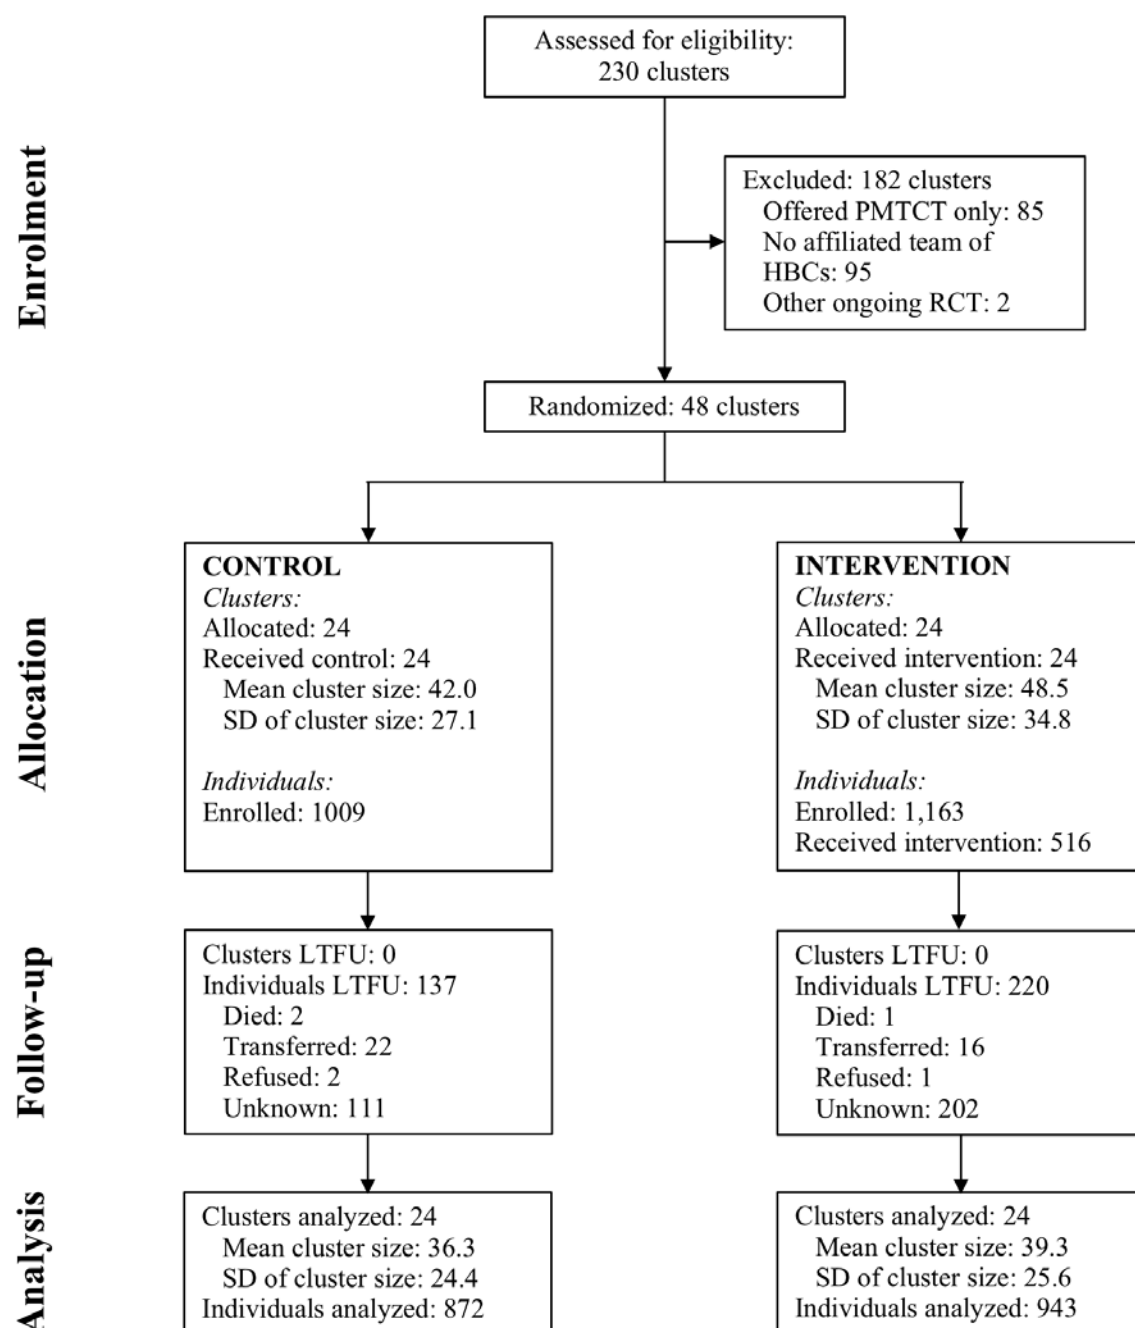 Assessed for eligibility:
230 clusters
Enrolment
Excluded: 182 clusters
Offered PMTCT only: 85
No affiliated team of
HBCs: 95
Other ongoing RCT: 2
Randomized: 48 clusters
Allocation
CONTROL
Clusters:
Allocated: 24
Received control: 24
Mean cluster size: 42.0
SD of cluster size: 27.1
Individuals:
Enrolled: 1009
INTERVENTION
Clusters:
Allocated: 24
Received intervention: 24
Mean cluster size: 48.5
SD of cluster size: 34.8
Individuals:
Enrolled: 1,163
Received intervention: 516
Follow-up
Clusters LTFU: 0
Individuals LTFU: 137
Died: 2
Transferred: 22
Refused: 2
Unknown: 111
Clusters LTFU: 0
Individuals LTFU: 220
Died: 1
Transferred: 16
Refused: 1
Unknown: 202
Analysis
Clusters analyzed: 24
Mean cluster size: 36.3
SD of cluster size: 24.4
Individuals analyzed: 872
Clusters analyzed: 24
Mean cluster size: 39.3
SD of cluster size: 25.6
Individuals analyzed: 943